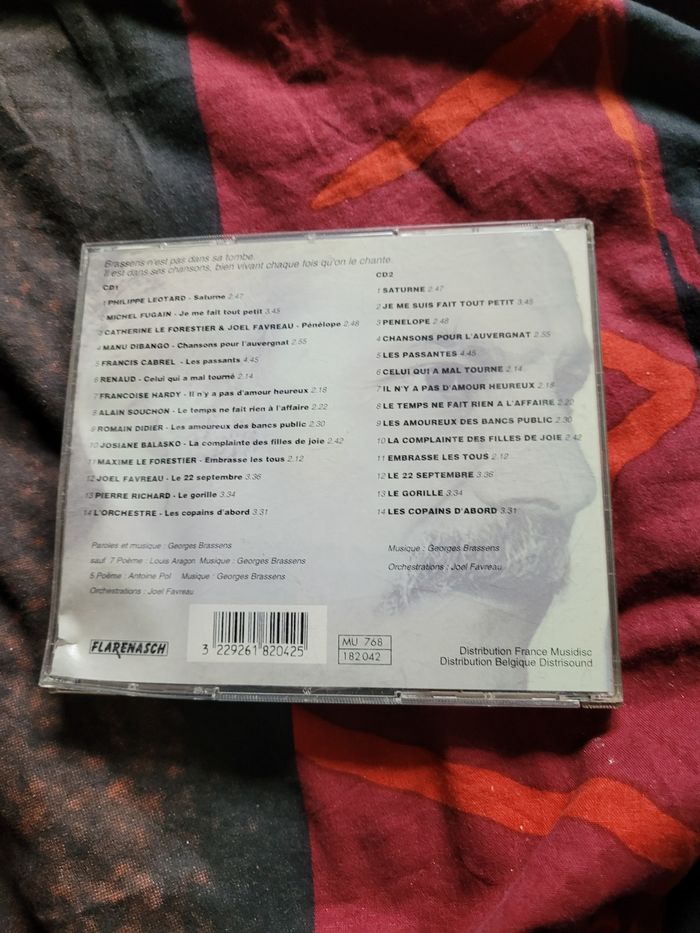 Brassens n'est pas dans sa tombe.
Il est dans ses chansons, bien vivant chaque fois qu'on le chante.
CD1
1 PHILIPPE LEOTARD - Saturne 2.47
MICHEL FUGAIN - Je me fait tout petit 3.45
3 CATHERINE LE FORESTIER & JOEL FAVREAU - Pénélope 2.48
4 MANU DIBANGO - Chansons pour l'auvergnat 2.55
5 FRANCIS CABREL - Les passants 4.45
6 RENAUD - Celui qui a mal tourné 2.14
7 FRANCOISE HARDY - Il n'y a pas d'amour heureux 2.18
8 ALAIN SOUCHON - Le temps ne fait rien à l'affaire 2.22
9 ROMAIN DIDIER - Les amoureux des bancs public 2.30
10 JOSIANE BALASKO - La complainte des filles de joie 2.42
11 MAXIME LE FORESTIER - Embrasse les tous 2.12
12 JOEL FAVREAU - Le 22 septembre 3.36
13 PIERRE RICHARD - Le gorille 3.34
14 L'ORCHESTRE - Les copains d'abord 3.31
Paroles et musique : Georges Brassens
sauf 7 Poème : Louis Aragon Musique : Georges Brassens
5 Poème : Antoine Pol Musique : Georges Brassens
Orchestrations : Joel Favreau
CD2
1 SATURNE 2.47
2 JE ME SUIS FAIT TOUT PETIT 3.45
3 PENELOPE 2.48
4 CHANSONS POUR L'AUVERGNAT 2.55
5 LES PASSANTES 4.45
6 CELUI QUI A MAL TOURNE 2.14
7 IL N'Y A PAS D'AMOUR HEUREUX 2.18
8 LE TEMPS NE FAIT RIEN A L'AFFAIRE 2.22
9 LES AMOUREUX DES BANCS PUBLIC 2.30
10 LA COMPLAINTE DES FILLES DE JOIE 2.42
11 EMBRASSE LES TOUS 2.12
12 LE 22 SEPTEMBRE 3.36
13 LE GORILLE 3.34
14 LES COPAINS D'ABORD 3.31
Musique : Georges Brassens
Orchestrations : Joel Favreau
FLARENASCH
3 229261 820425
MU 768
182042
Distribution France Musidisc
Distribution Belgique Distrisound